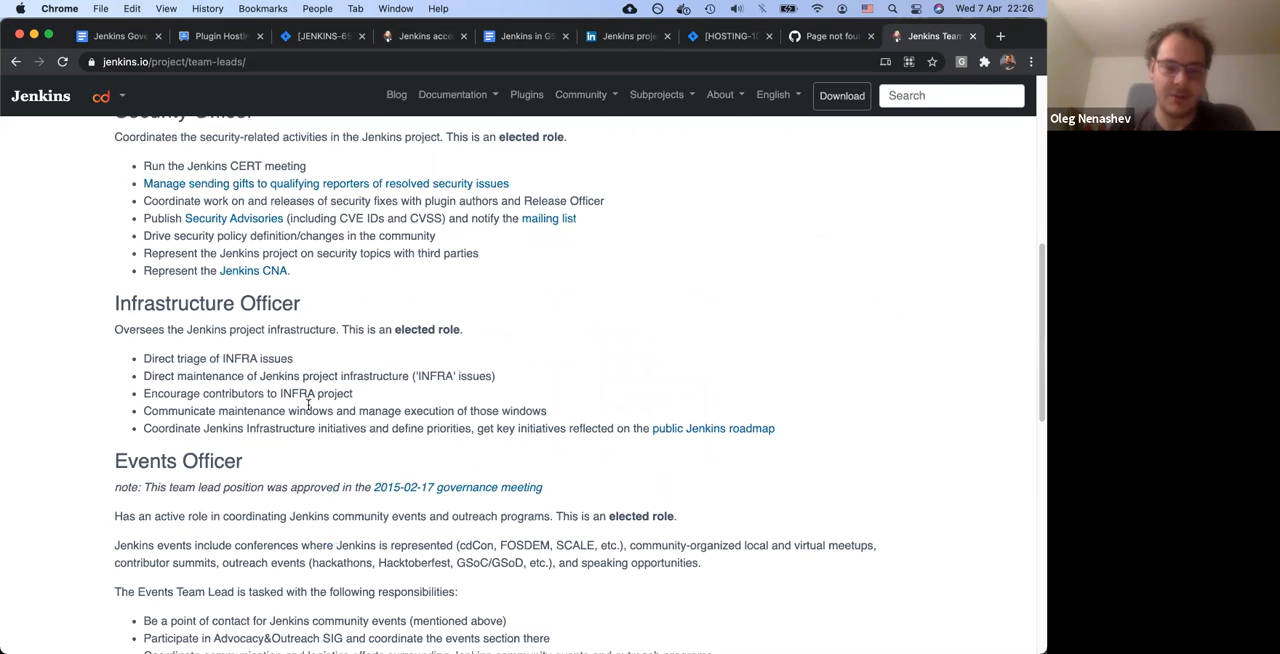 Chrome File Edit View History Bookmarks People Tab Window Help Wed 7 Apr 22:26
Jenkins Gov Plugin Hostin [JENKINS-6 Jenkins acce Jenkins in GS Jenkins proj [HOSTING-1 Page not fou Jenkins Team
jenkins.io/project/team-leads/
Jenkins cd Blog Documentation Plugins Community Subprojects About English Download Search
Oleg Nenashev
Security Officer
Coordinates the security-related activities in the Jenkins project. This is an elected role.
Run the Jenkins CERT meeting
Manage sending gifts to qualifying reporters of resolved security issues
Coordinate work on and releases of security fixes with plugin authors and Release Officer
Publish Security Advisories (including CVE IDs and CVSS) and notify the mailing list
Drive security policy definition/changes in the community
Represent the Jenkins project on security topics with third parties
Represent the Jenkins CNA.
Infrastructure Officer
Oversees the Jenkins project infrastructure. This is an elected role.
Direct triage of INFRA issues
Direct maintenance of Jenkins project infrastructure ('INFRA' issues)
Encourage contributors to INFRA project
Communicate maintenance windows and manage execution of those windows
Coordinate Jenkins Infrastructure initiatives and define priorities, get key initiatives reflected on the public Jenkins roadmap
Events Officer
note: This team lead position was approved in the 2015-02-17 governance meeting
Has an active role in coordinating Jenkins community events and outreach programs. This is an elected role.
Jenkins events include conferences where Jenkins is represented (cdCon, FOSDEM, SCALE, etc.), community-organized local and virtual meetups,
contributor summits, outreach events (hackathons, Hacktoberfest, GSoC/GSoD, etc.), and speaking opportunities.
The Events Team Lead is tasked with the following responsibilities:
Be a point of contact for Jenkins community events (mentioned above)
Participate in Advocacy&Outreach SIG and coordinate the events section there